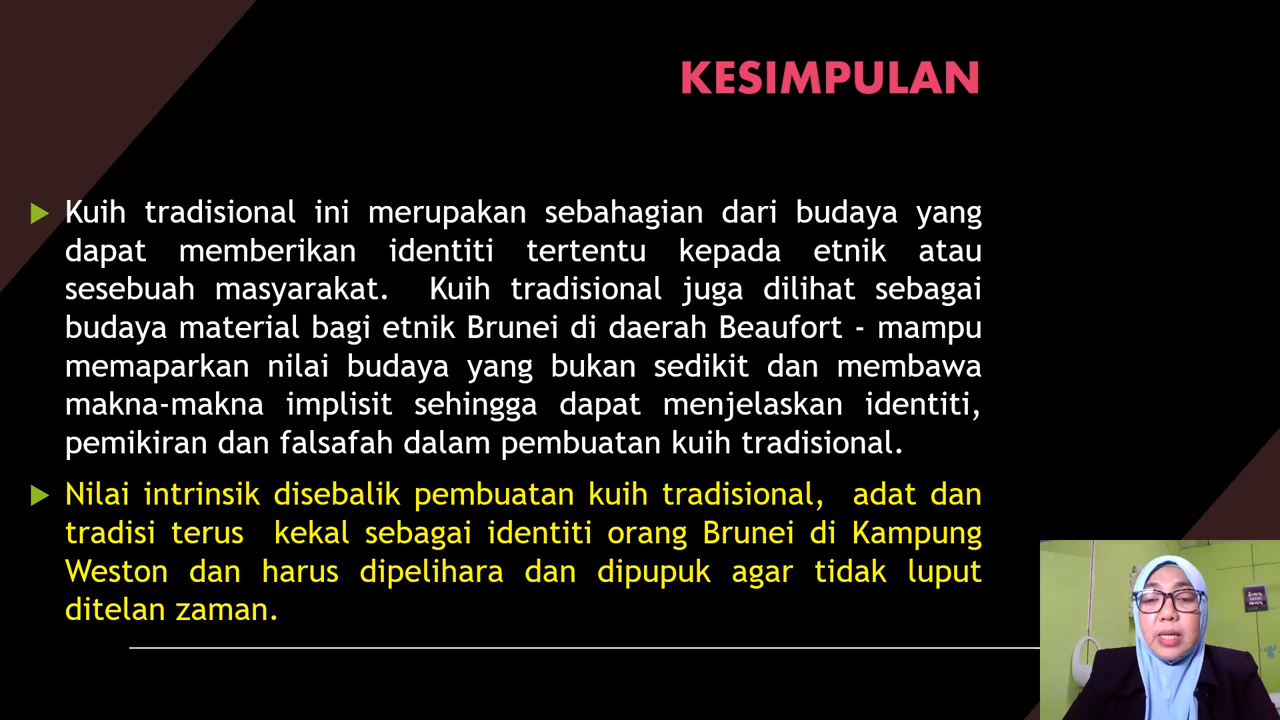 KESIMPULAN
Kuih tradisional ini merupakan sebahagian dari budaya yang
dapat memberikan identiti tertentu kepada etnik atau
sesebuah masyarakat. Kuih tradisional juga dilihat sebagai
budaya material bagi etnik Brunei di daerah Beaufort - mampu
memaparkan nilai budaya yang bukan sedikit dan membawa
makna-makna implisit sehingga dapat menjelaskan identiti,
pemikiran dan falsafah dalam pembuatan kuih tradisional.
Nilai intrinsik disebalik pembuatan kuih tradisional, adat dan
tradisi terus kekal sebagai identiti orang Brunei di Kampung
Weston dan harus dipelihara dan dipupuk agar tidak luput
ditelan zaman.